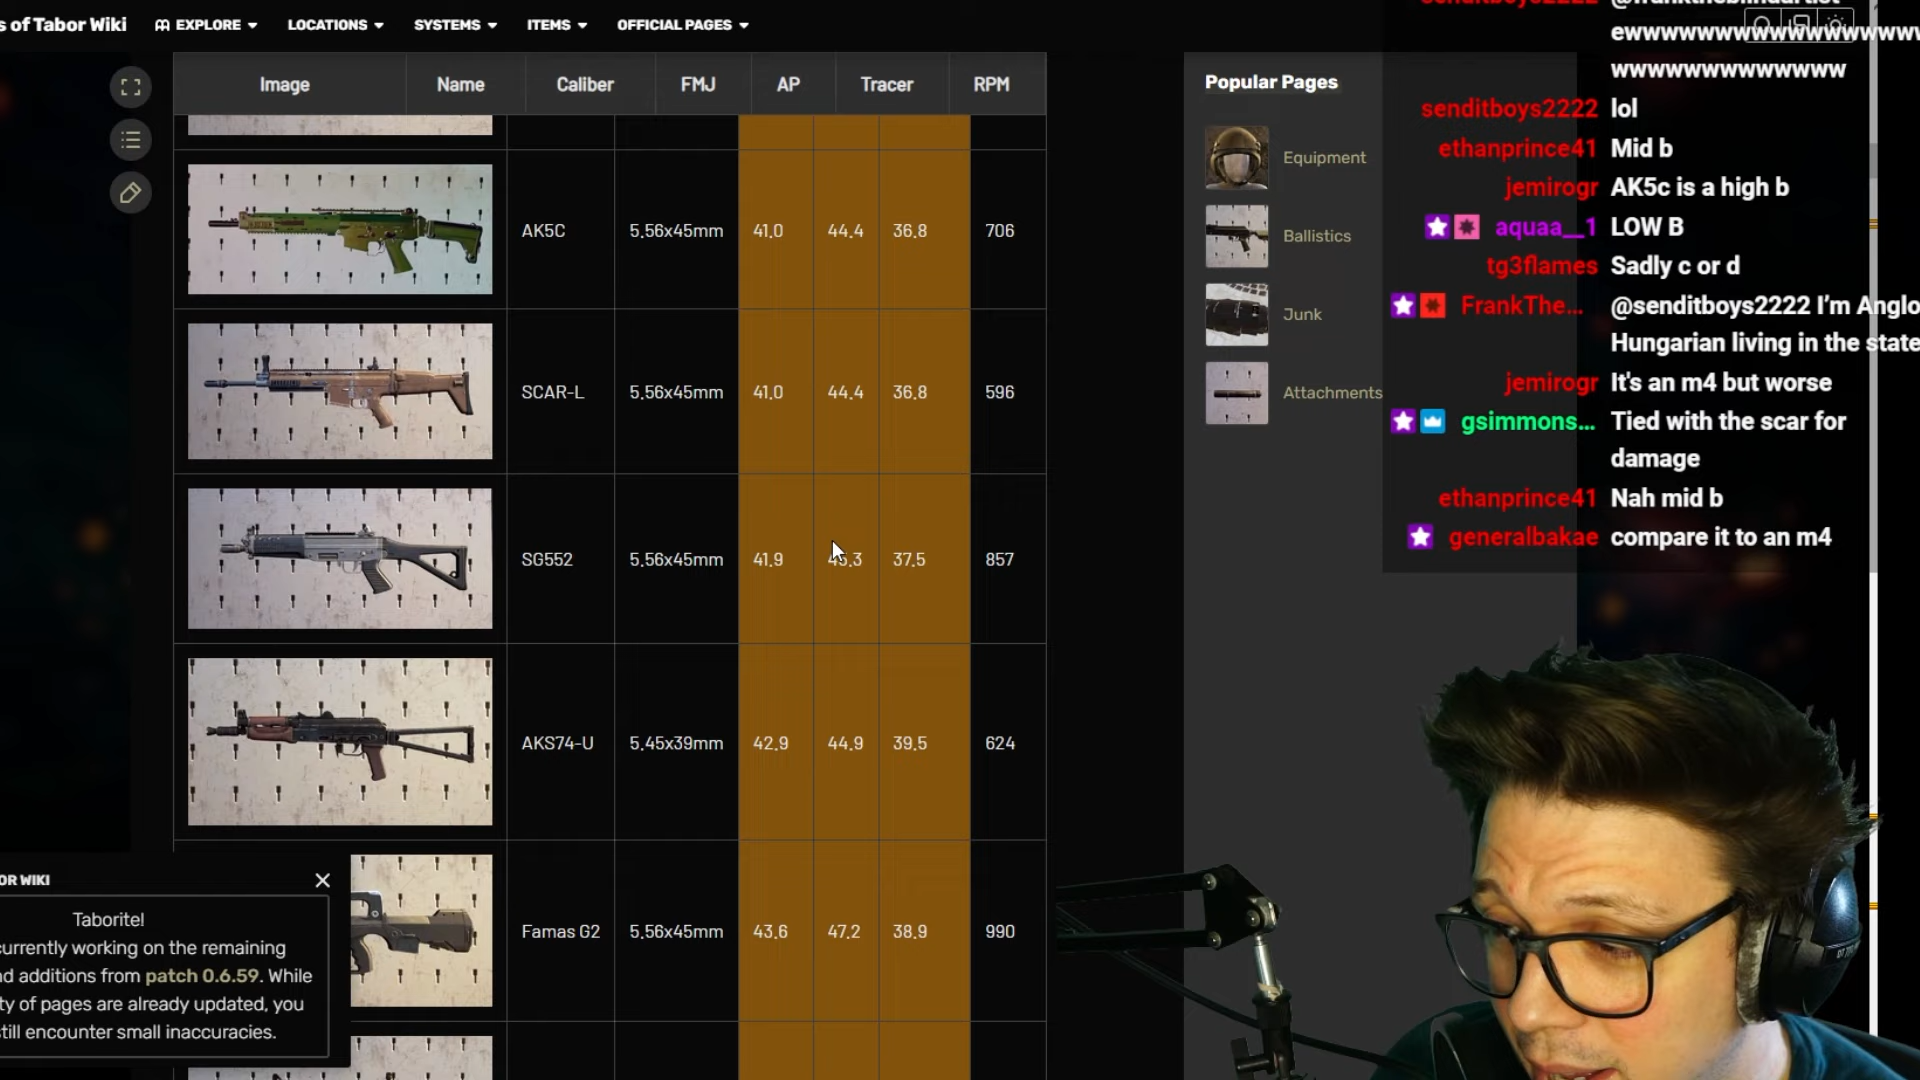 s of Tabor Wiki
EXPLORE
LOCATIONS
SYSTEMS
ITEMS
OFFICIAL PAGES
Image Name Caliber FMJ AP Tracer RPM
AK5C 5.56x45mm 41.0 44.4 36.8 706
SCAR-L 5.56x45mm 41.0 44.4 36.8 596
SG552 5.56x45mm 41.9 37.5 857
AKS74-U 5.45x39mm 42.9 44.9 39.5 624
Famas G2 5.56x45mm 43.6 47.2 38.9 990
OR WIKI
Taborite!
currently working on the remaining
nd additions from patch 0.6.59. While
ty of pages are already updated, you
still encounter small inaccuracies.
Popular Pages
Equipment
Ballistics
Junk
Attachments
ewwwwwwwwwwwwwwwwww
wwwwwwwwwwwww
senditboys2222 lol
ethanprince41 Mid b
jemirogr AK5c is a high b
aquaa__1 LOW B
tg3flames Sadly c or d
FrankThe... @senditboys2222 I'm Anglo
Hungarian living in the state
jemirogr It's an m4 but worse
gsimmons... Tied with the scar for
damage
ethanprince41 Nah mid b
generalbakae compare it to an m4